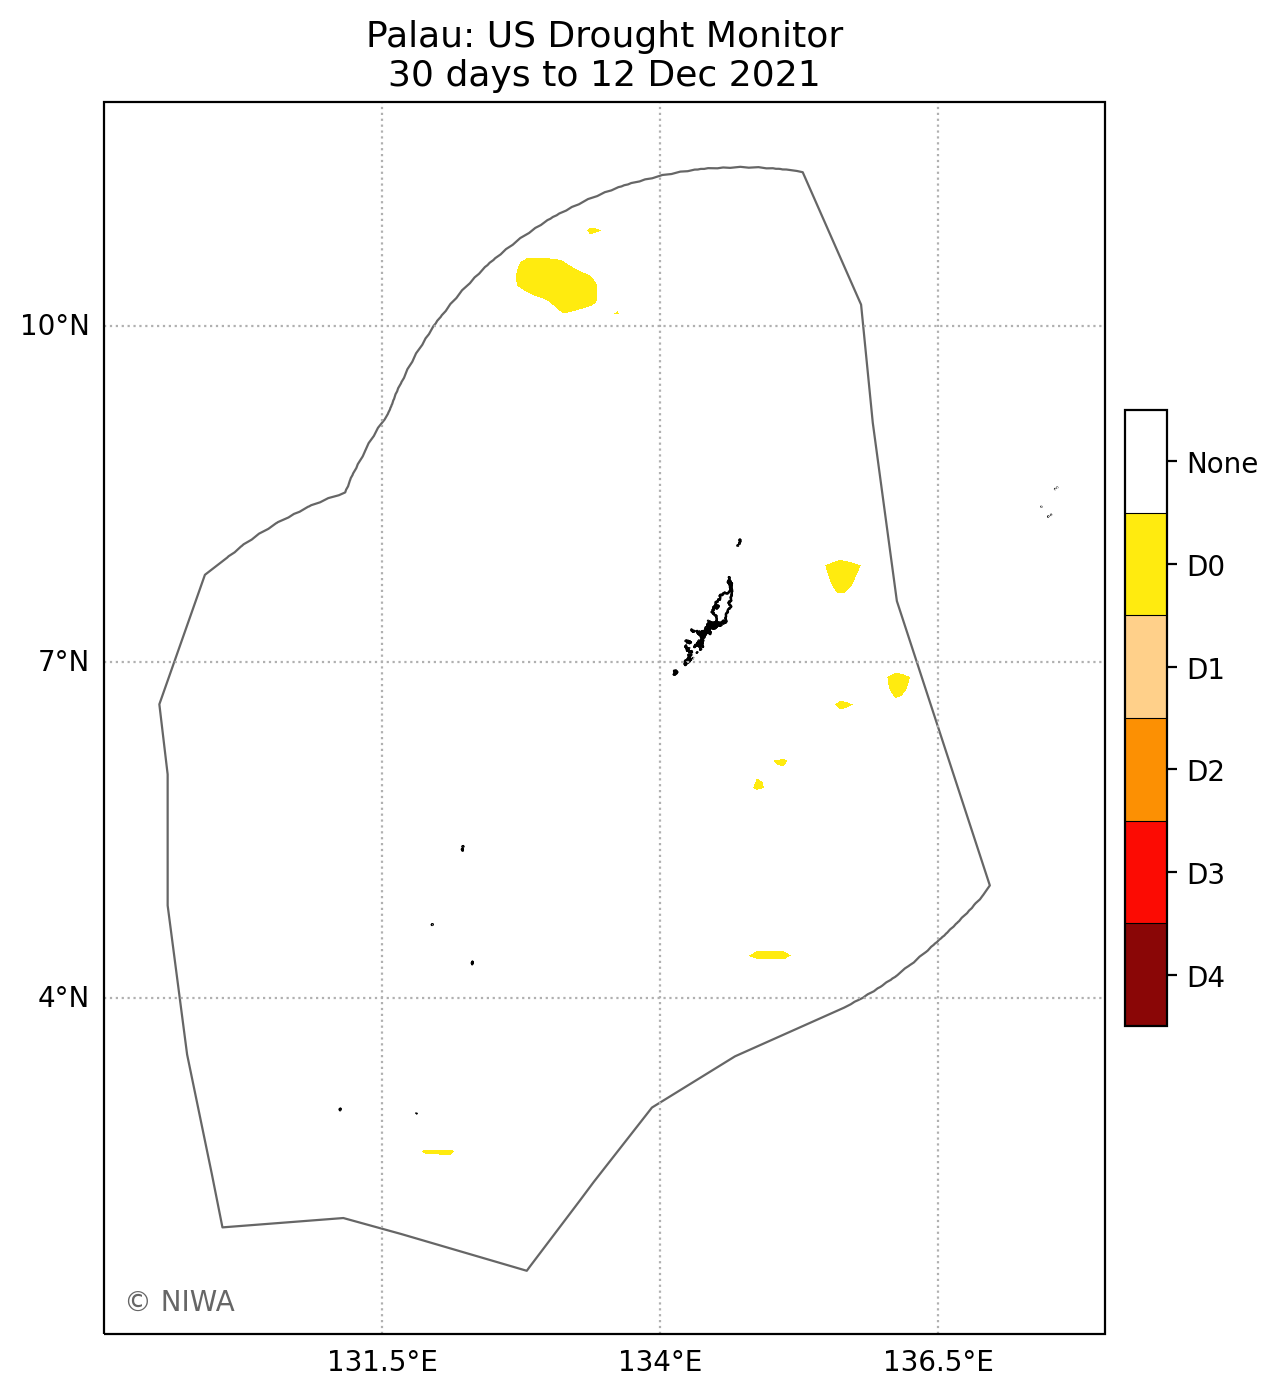 Palau: US Drought Monitor
30 days to 12 Dec 2021
10°N
7°N
4°N
131.5°E
134°E
136.5°E
None
D0
D1
D2
D3
D4
© NIWA